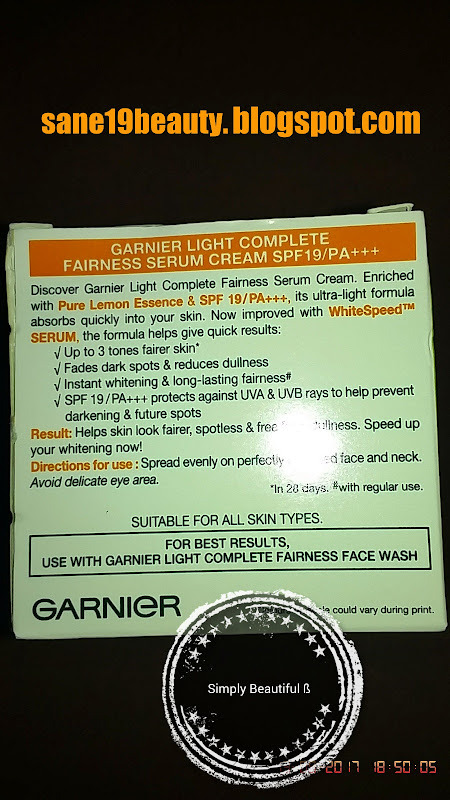 sane19beauty.blogspot.com
GARNIER LIGHT COMPLETE
FAIRNESS SERUM CREAM SPF19/PA+++
Discover Garnier Light Complete Fairness Serum Cream. Enriched
with Pure Lemon Essence & SPF 19/PA+++, its ultra-light formula
absorbs quickly into your skin. Now improved with WhiteSpeed™
SERUM, the formula helps give quick results:
√ Up to 3 tones fairer skin*
√ Fades dark spots & reduces dullness
√ Instant whitening & long-lasting fairness#
√ SPF 19/PA+++ protects against UVA & UVB rays to help prevent
darkening & future spots
Result: Helps skin look fairer, spotless & dullness. Speed up
your whitening now!
Directions for use : Spread evenly on perfectly face and neck.
Avoid delicate eye area.
*In 28 days. #with regular use.
SUITABLE FOR ALL SKIN TYPES.
FOR BEST RESULTS,
USE WITH GARNIER LIGHT COMPLETE FAIRNESS FACE WASH
GARNIER
could vary during print.
Simply Beautiful ß
2017 18:50:05